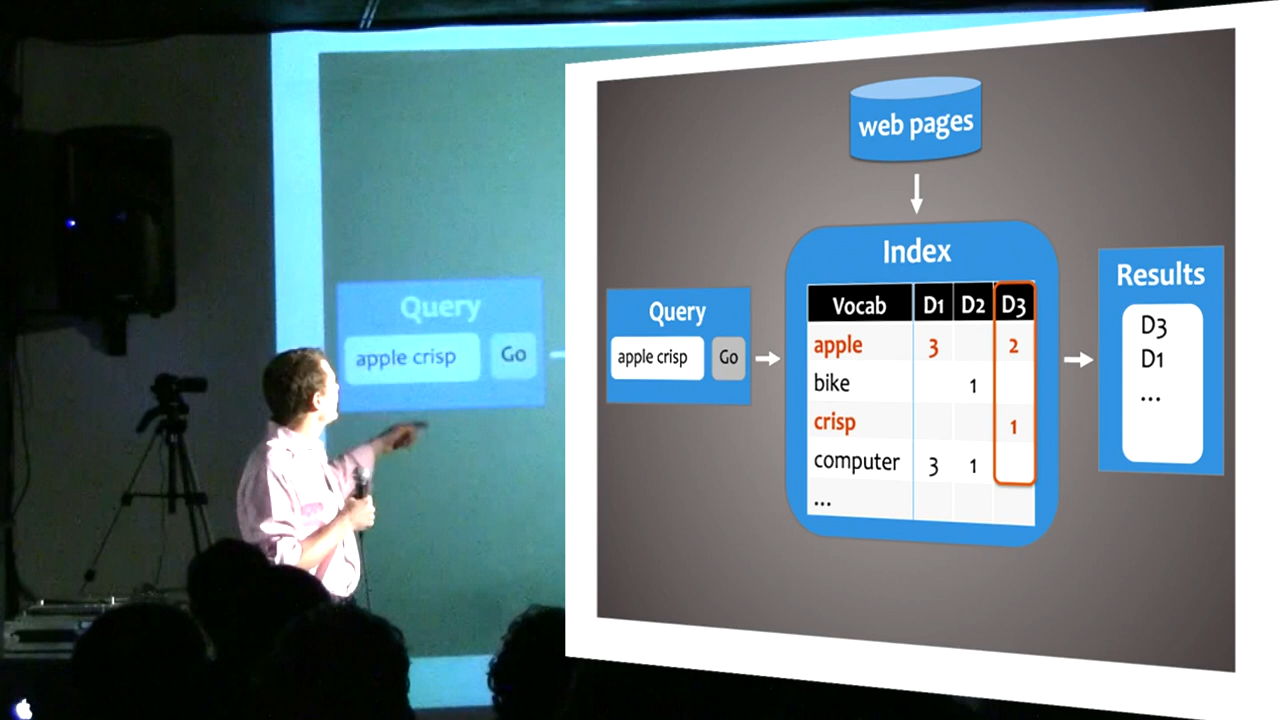 Query
apple crisp Go
web pages
Index
Query
apple crisp Go
Vocab D1 D2 D3
apple 3 2
bike 1
crisp 1
computer 3 1
...
Results
D3
D1
...